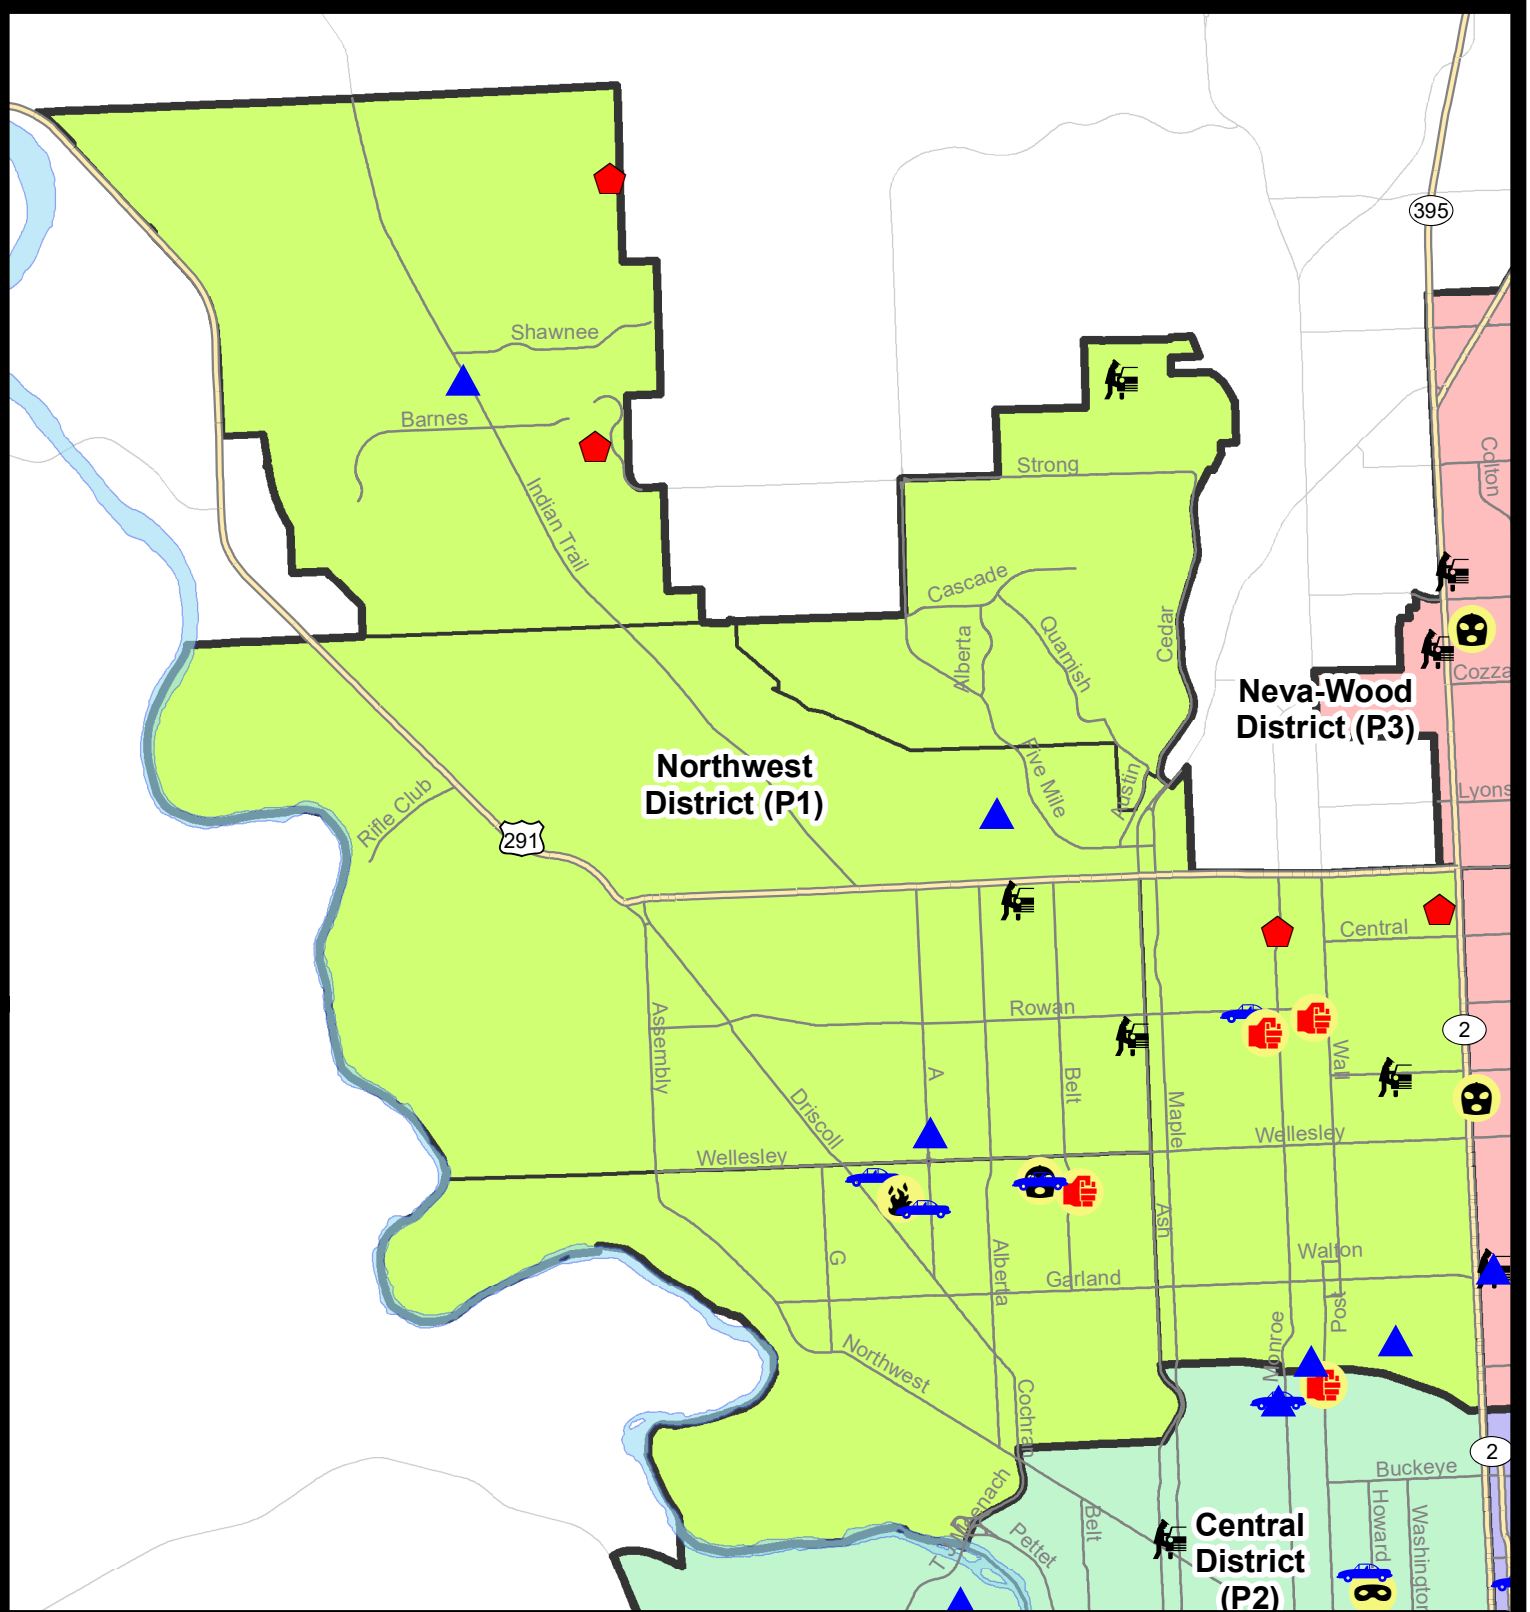 395
Shawnee
Barnes
Indian Trail
Strong
Colton
Cascade
Alberta
Quamish
Cedar
Cozza
Neva-Wood
District (P3)
Northwest
District (P1)
Five Mile
Austin
Lyons
Rifle Club
291
Central
Rowan
Assembly
Wall
2
A
Belt
Driscoll
Maple
Wellesley
Wellesley
Ash
G
Alberta
Walton
Garland
Post
Monroe
Northwest
Cochran
2
Buckeye
Howard
Washington
Belt
Pettet
T J Meenach
Central
District
(P2)